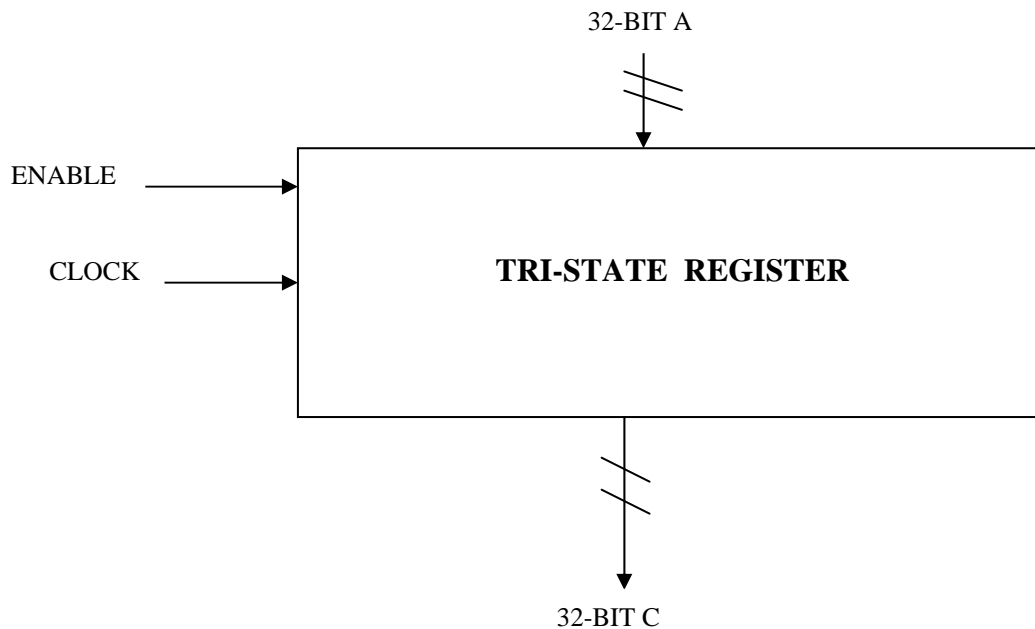 32-BIT A
ENABLE
CLOCK
TRI-STATE REGISTER
32-BIT C